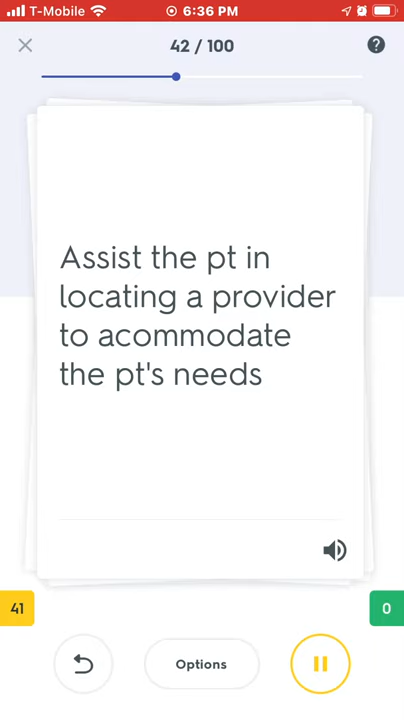 T-Mobile 6:36 PM
42 / 100
?
Assist the pt in
locating a provider
to acommodate
the pt's needs
41
0
Options